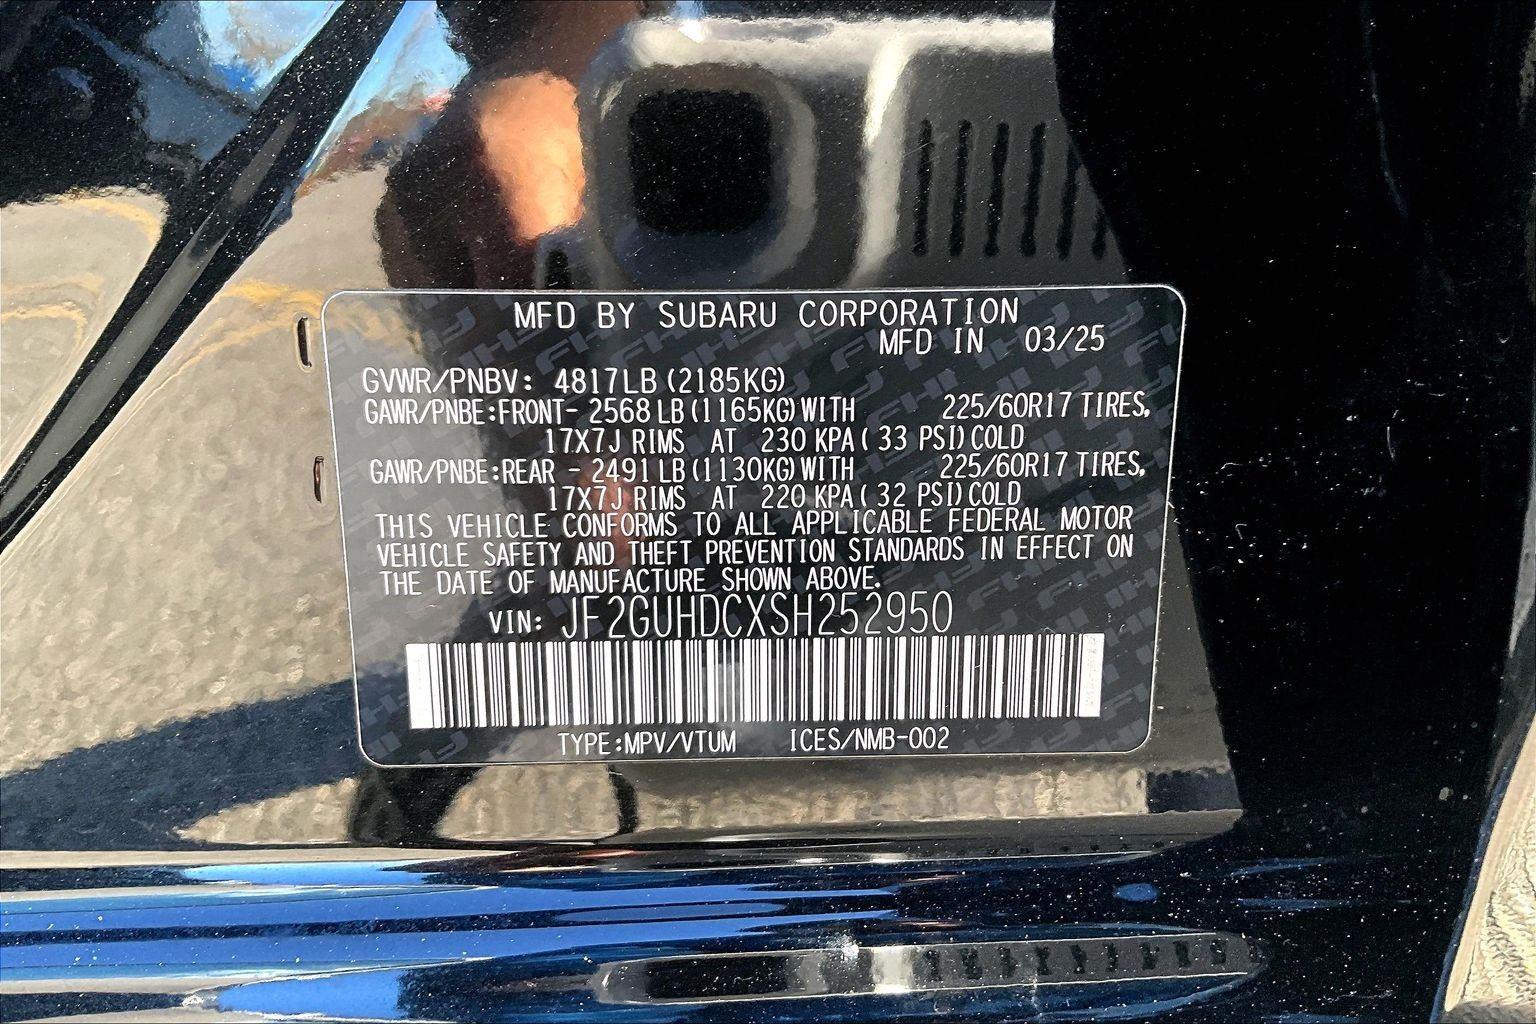 MFD BY SUBARU CORPORATION
MFD IN 03/25
GVWR/PNBV: 4817LB (2185KG)
GAWR/PNBE:FRONT- 2568 LB (1165KG) WITH 225/60R17 TIRES,
17X7J RIMS AT 230 KPA ( 33 PSI) COLD
GAWR/PNBE:REAR - 2491 LB (1130KG) WITH 225/60R17 TIRES,
17X7J RIMS AT 220 KPA ( 32 PSI) COLD
THIS VEHICLE CONFORMS TO ALL APPLICABLE FEDERAL MOTOR
VEHICLE SAFETY AND THEFT PREVENTION STANDARDS IN EFFECT ON
THE DATE OF MANUFACTURE SHOWN ABOVE.
VIN: JF2GUHDCXSH252950
TYPE:MPV/VTUM ICES/NMB-002